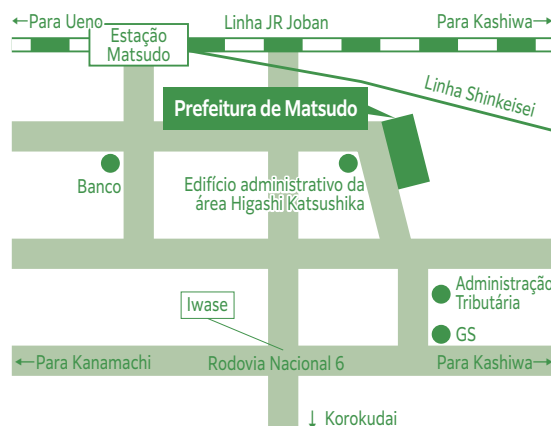 ←Para Ueno
Linha JR Joban
Para Kashiwa→
Estação
Matsudo
Linha Shinkeisei
Prefeitura de Matsudo
Banco
Edifício administrativo da
área Higashi Katsushika
Administração
Tributária
Iwase
GS
←Para Kanamachi
Rodovia Nacional 6
Para Kashiwa→
↓ Korokudai